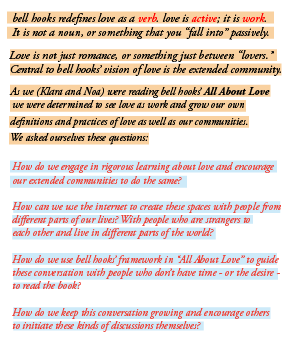 bell hooks redefines love as a verb. love is active; it is work.
It is not a noun, or something that you “fall into” passively.
Love is not just romance, or something just between “lovers.”
Central to bell hooks' vision of love is the extended community.
As we (Klara and Noa) were reading bell hooks' All About Love
we were determined to see love as work and grow our own
definitions and practices of love as well as our communities.
We asked ourselves these questions:
How do we engage in rigorous learning about love and encourage
our extended communities to do the same?
How can we use the internet to create these spaces with people from
different parts of our lives? With people who are strangers to
each other and live in different parts of the world?
How do we use bell hooks' framework in “All About Love” to guide
these conversation with people who don't have time - or the desire -
to read the book?
How do we keep this conversation growing and encourage others
to initiate these kinds of discussions themselves?